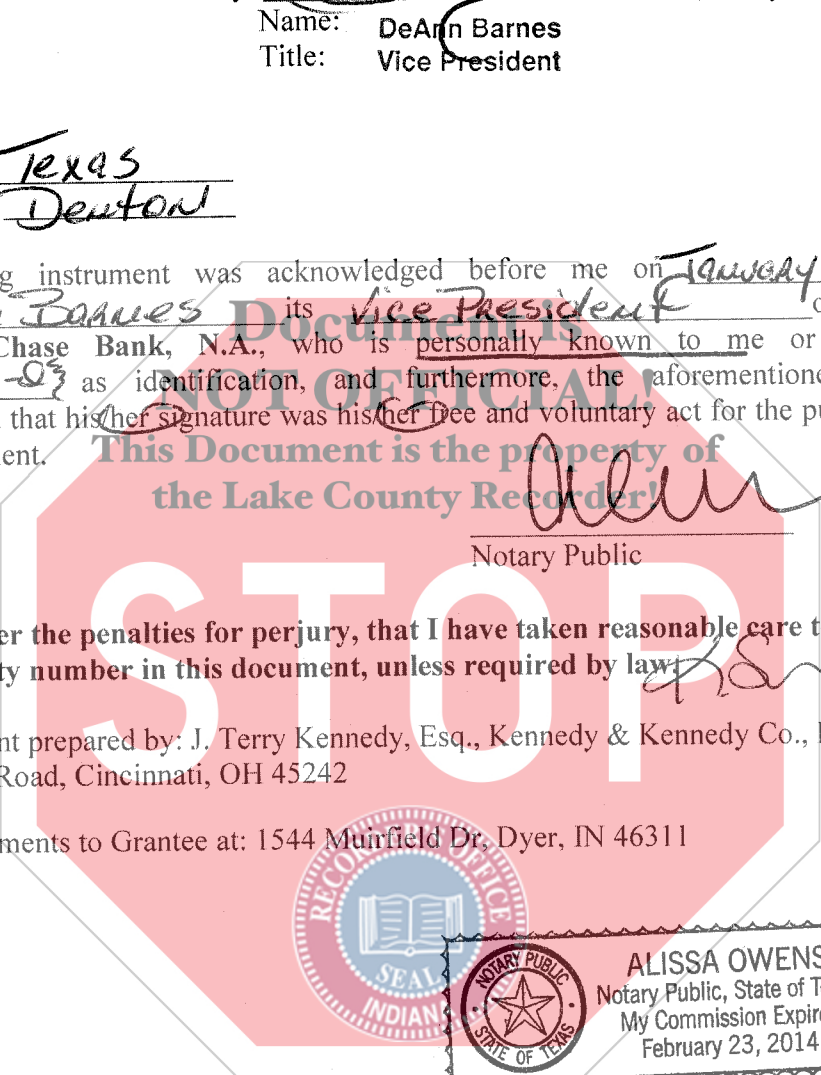 Name: DeAnn Barnes
Title: Vice President
Texas
Denton
g instrument was acknowledged before me on January
Barnes its Vice President
Chase Bank, N.A., who is personally known to me or
as identification, and furthermore, the aforementione
that his/her signature was his/her free and voluntary act for the pu
ent.
Document is
NOT OFFICIAL!
This Document is the property of
the Lake County Recorder!
STOP
Notary Public
er the penalties for perjury, that I have taken reasonable care t
ty number in this document, unless required by law.
nt prepared by: J. Terry Kennedy, Esq., Kennedy & Kennedy Co.,
Road, Cincinnati, OH 45242
ments to Grantee at: 1544 Muirfield Dr, Dyer, IN 46311
RECORDER'S OFFICE
SEAL
INDIANA
NOTARY PUBLIC
STATE OF TEXAS
ALISSA OWENS
Notary Public, State of T
My Commission Expire
February 23, 2014